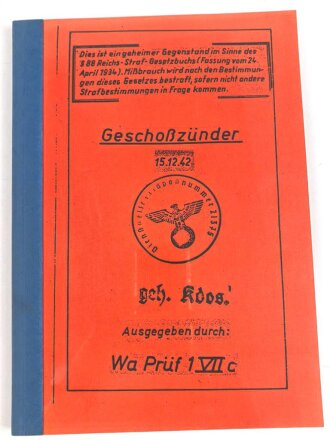 Dies ist ein geheimer Gegenstand im Sinne des
§ 88 Reichs-Straf-Gesetzbuchs (Fassung vom 24.
April 1934). Mißbrauch wird nach den Bestimmun-
gen dieses Gesetzes bestraft, sofern nicht andere
Strafbestimmungen in Frage kommen.
Geschoßzünder
15.12.42
geh. Kdos.
Ausgegeben durch:
Wa Prüf 1 VII c